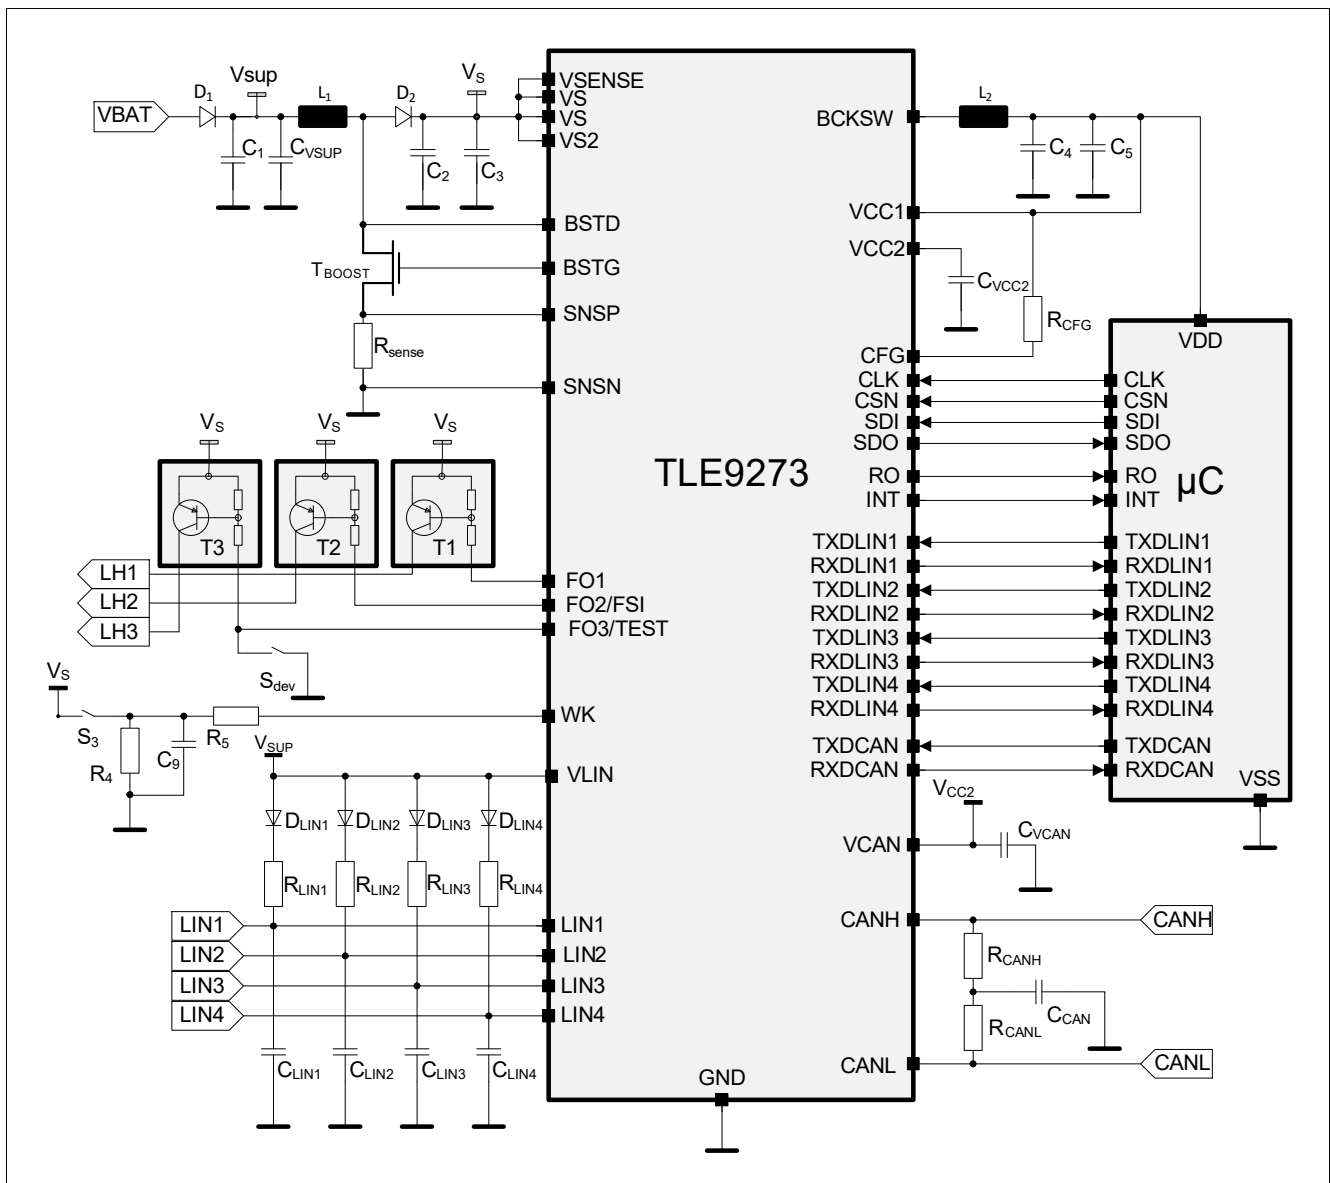 Vsup
VBAT
D1
L1
D2
VS
C1
CVSUP
C2
C3
VSENSE
VS
VS
VS2
BSTD
TBOOST
BSTG
SNSP
Rsense
SNSN
VS
VS
VS
T3
T2
T1
LH1
LH2
LH3
FO1
FO2/FSI
FO3/TEST
Sdev
VS
S3
R4
C9
R5
WK
VSUP
VLIN
DLIN1
DLIN2
DLIN3
DLIN4
RLIN1
RLIN2
RLIN3
RLIN4
LIN1
LIN2
LIN3
LIN4
LIN1
LIN2
LIN3
LIN4
CLIN1
CLIN2
CLIN3
CLIN4
TLE9273
GND
BCKSW
L2
C4
C5
VCC1
VCC2
CVCC2
RCFG
CFG
CLK
CSN
SDI
SDO
RO
INT
TXDLIN1
RXDLIN1
TXDLIN2
RXDLIN2
TXDLIN3
RXDLIN3
TXDLIN4
RXDLIN4
TXDCAN
RXDCAN
VDD
CLK
CSN
SDI
SDO
RO
INT
µC
TXDLIN1
RXDLIN1
TXDLIN2
RXDLIN2
TXDLIN3
RXDLIN3
TXDLIN4
RXDLIN4
TXDCAN
RXDCAN
VSS
VCC2
VCAN
CVCAN
CANH
CANH
RCANH
CCAN
RCANL
CANL
CANL